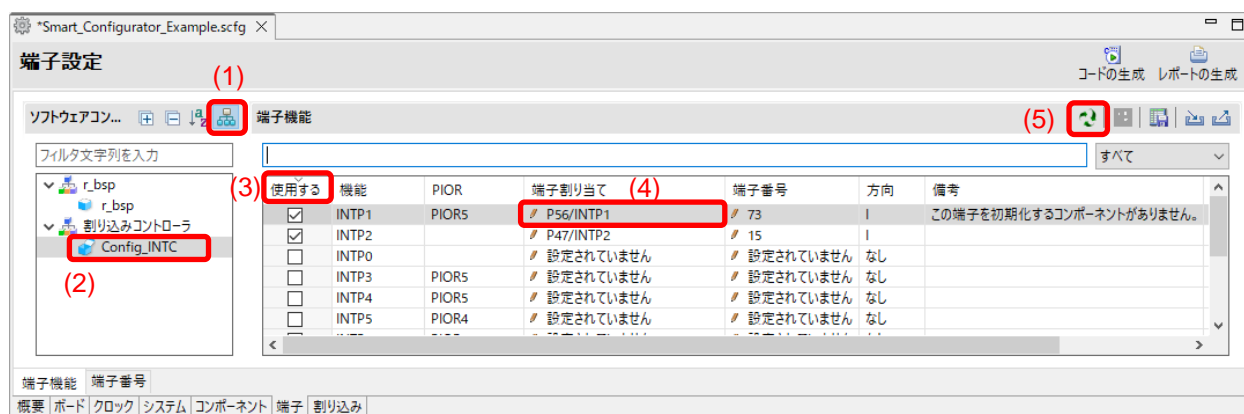 *Smart_Configurator_Example.scfg
端子設定
コードの生成 レポートの生成
(1)
ソフトウェアコン...
端子機能
(5)
フィルタ文字列を入力
すべて
r_bsp
r_bsp
割り込みコントローラ
Config_INTC
(2)
(3)
使用する 機能 PIOR 端子割り当て (4) 端子番号 方向 備考
INTP1 PIOR5 P56/INTP1 73 I この端子を初期化するコンポーネントがありません。
INTP2 P47/INTP2 15 I
INTP0 設定されていません 設定されていません なし
INTP3 PIOR5 設定されていません 設定されていません なし
INTP4 PIOR5 設定されていません 設定されていません なし
INTP5 PIOR4 設定されていません 設定されていません なし
端子機能 端子番号
概要 ボード クロック システム コンポーネント 端子 割り込み